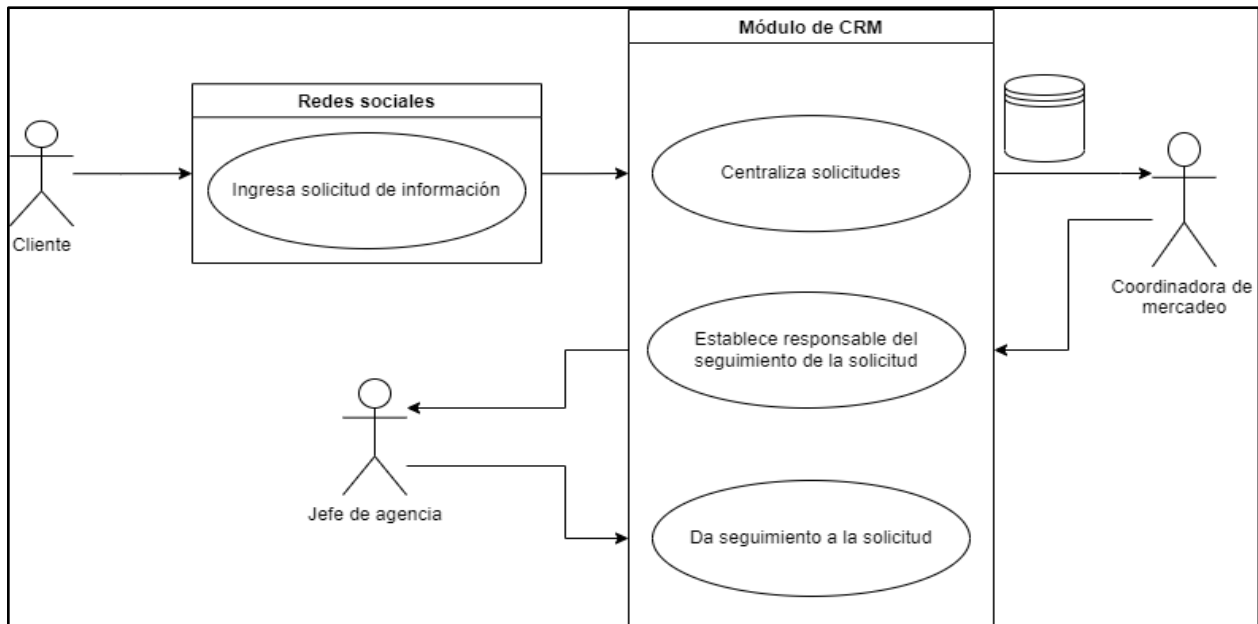 Módulo de CRM
Redes sociales
Ingresa solicitud de información
Centraliza solicitudes
Cliente
Coordinadora de
mercadeo
Establece responsable del
seguimiento de la solicitud
Jefe de agencia
Da seguimiento a la solicitud